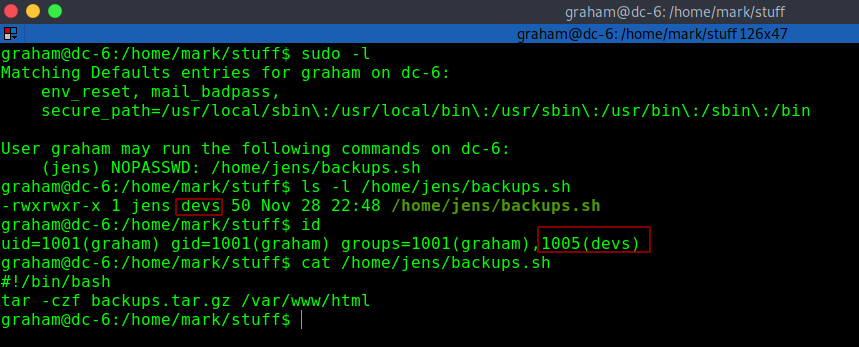 graham@dc-6: /home/mark/stuff
graham@dc-6: /home/mark/stuff 126x47
graham@dc-6:/home/mark/stuff$ sudo -l
Matching Defaults entries for graham on dc-6:
    env_reset, mail_badpass,
    secure_path=/usr/local/sbin\:/usr/local/bin\:/usr/sbin\:/usr/bin\:/sbin\:/bin

User graham may run the following commands on dc-6:
    (jens) NOPASSWD: /home/jens/backups.sh
graham@dc-6:/home/mark/stuff$ ls -l /home/jens/backups.sh
-rwxrwxr-x 1 jens devs 50 Nov 28 22:48 /home/jens/backups.sh
graham@dc-6:/home/mark/stuff$ id
uid=1001(graham) gid=1001(graham) groups=1001(graham),1005(devs)
graham@dc-6:/home/mark/stuff$ cat /home/jens/backups.sh
#!/bin/bash
tar -czf backups.tar.gz /var/www/html
graham@dc-6:/home/mark/stuff$